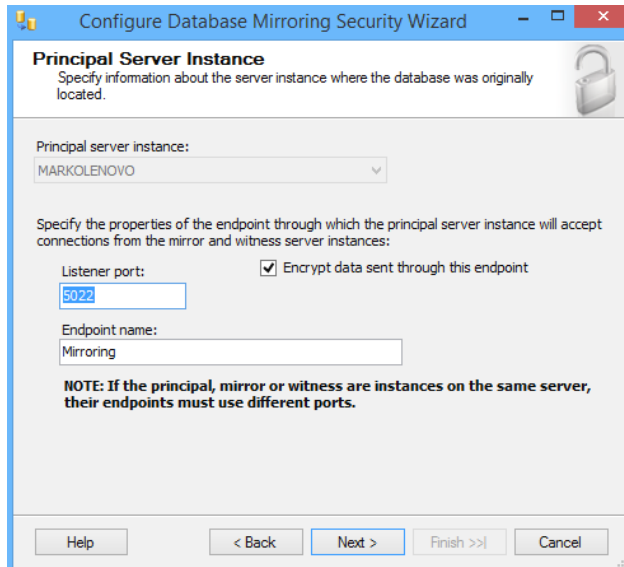 Configure Database Mirroring Security Wizard
Principal Server Instance
Specify information about the server instance where the database was originally
located.
Principal server instance:
MARKOLENOVO
Specify the properties of the endpoint through which the principal server instance will accept
connections from the mirror and witness server instances:
Listener port:
Encrypt data sent through this endpoint
5022
Endpoint name:
Mirroring
NOTE: If the principal, mirror or witness are instances on the same server,
their endpoints must use different ports.
Help
< Back
Next >
Finish >>|
Cancel